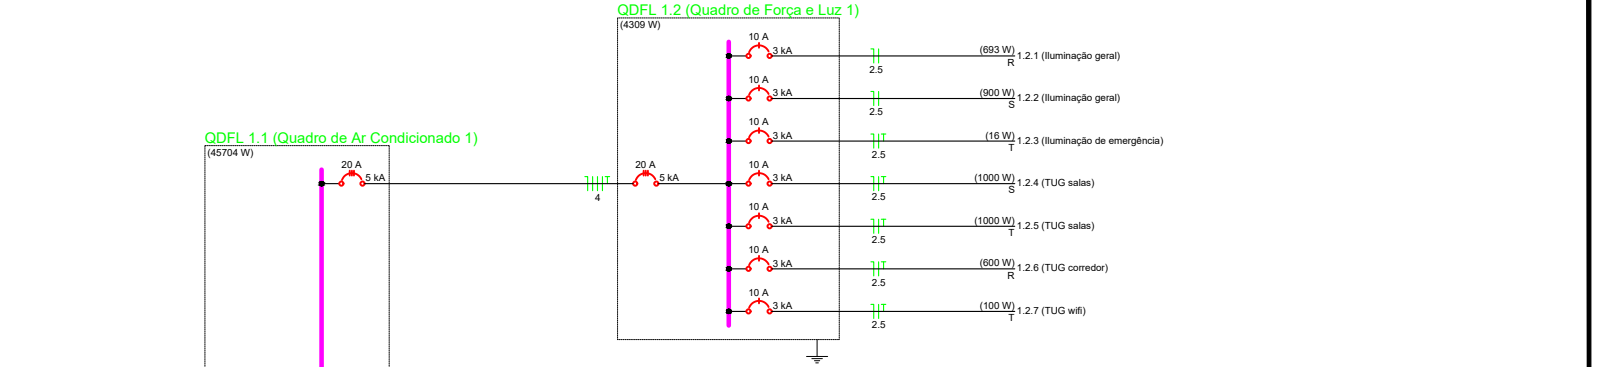 QDFL 1.2 (Quadro de Força e Luz 1)
(4309 W)
10 A
3 kA
2.5
(693 W)
R
1.2.1 (Iluminação geral)
10 A
3 kA
2.5
(900 W)
S
1.2.2 (Iluminação geral)
10 A
3 kA
2.5
(16 W)
T
1.2.3 (Iluminação de emergência)
QDFL 1.1 (Quadro de Ar Condicionado 1)
(45704 W)
20 A
5 kA
4
20 A
5 kA
10 A
3 kA
2.5
(1000 W)
S
1.2.4 (TUG salas)
10 A
3 kA
2.5
(1000 W)
T
1.2.5 (TUG salas)
10 A
3 kA
2.5
(600 W)
R
1.2.6 (TUG corredor)
10 A
3 kA
2.5
(100 W)
T
1.2.7 (TUG wifi)